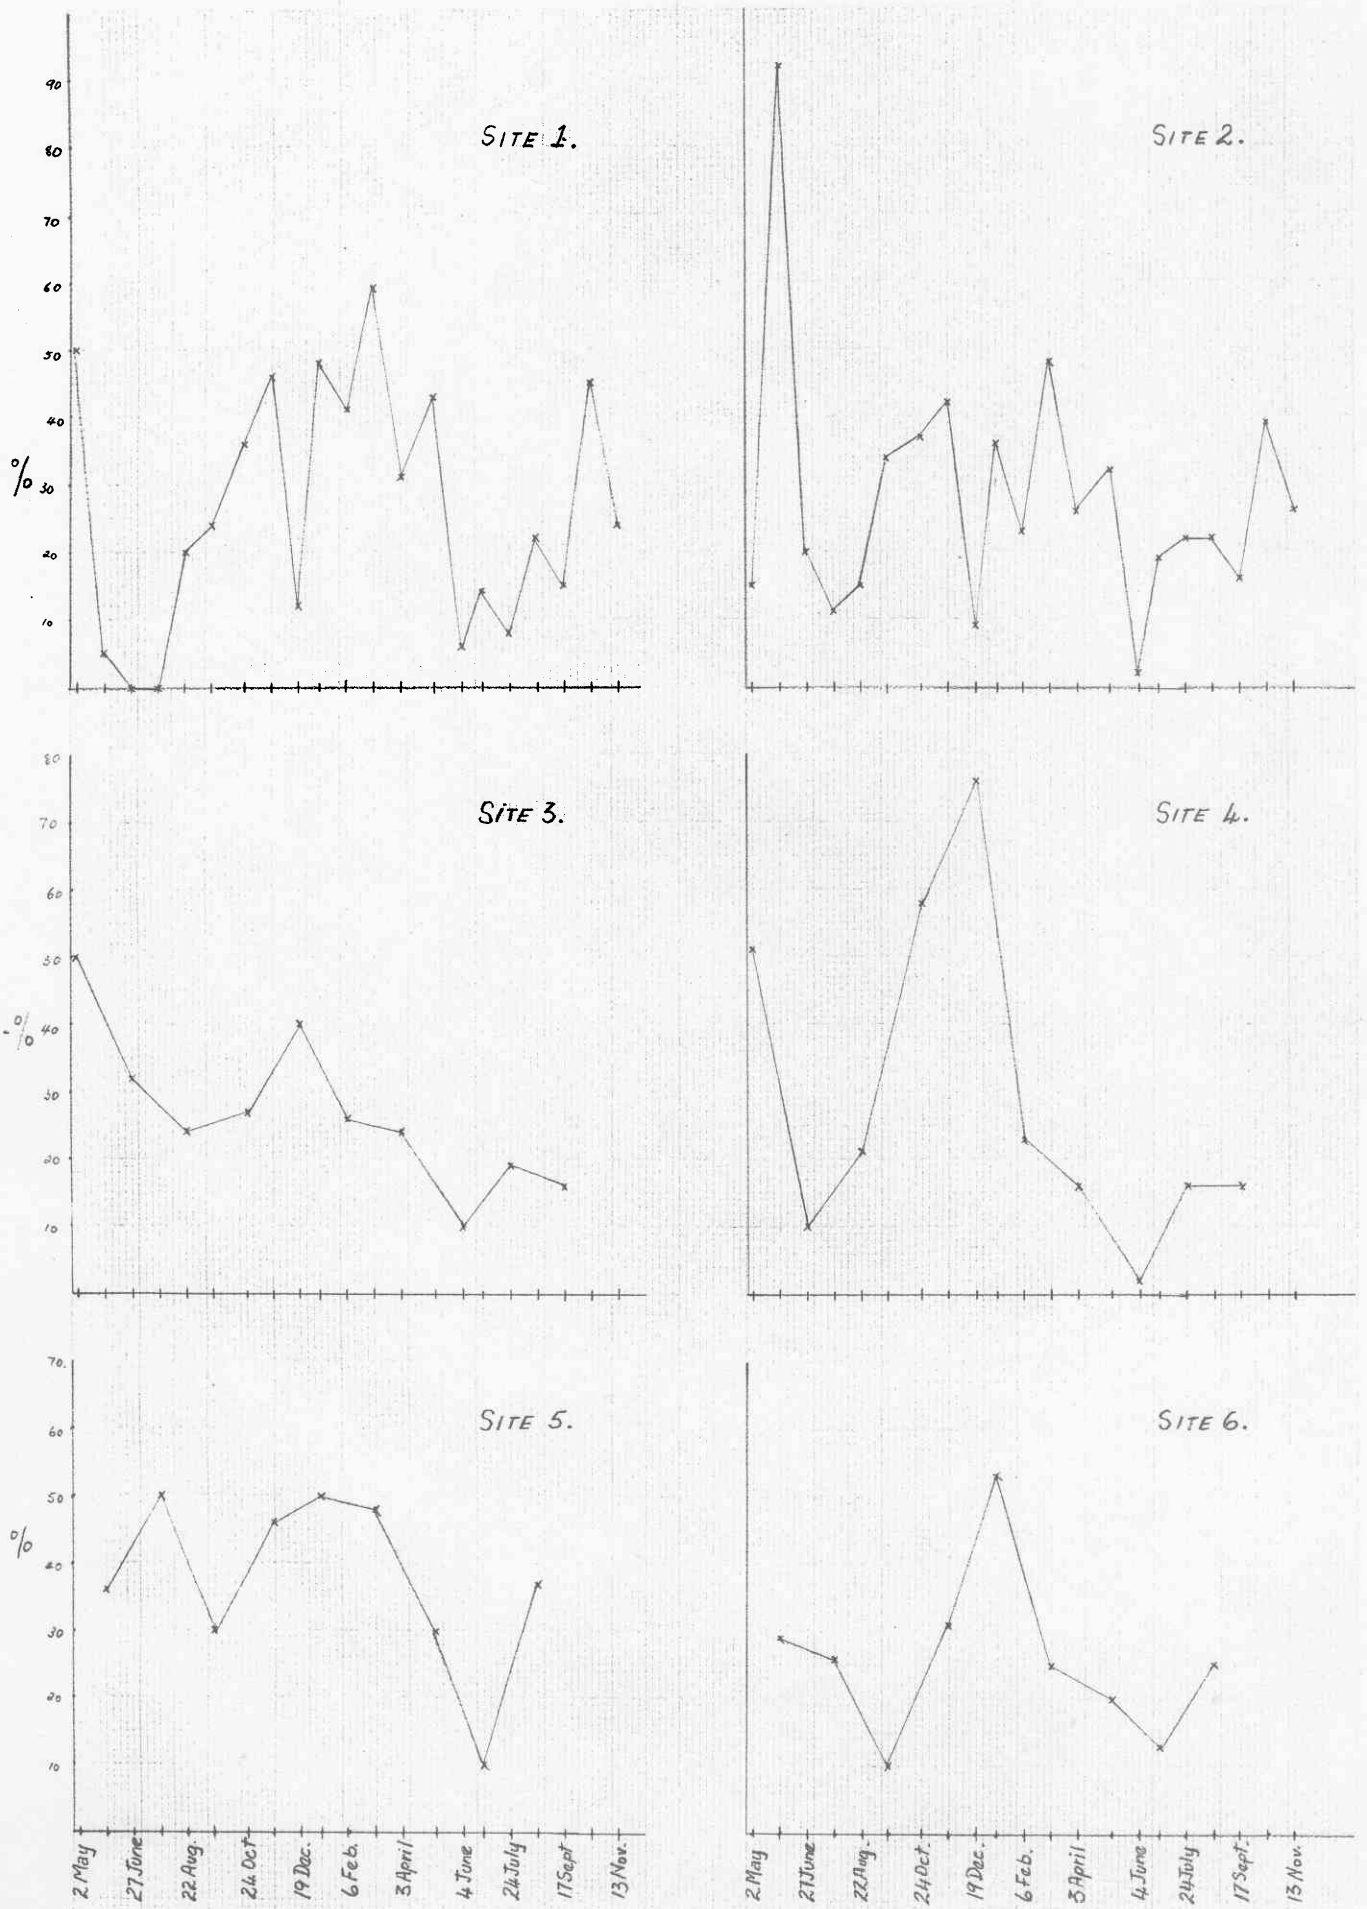 SITE 1.
90
80
70
60
50
40
30
20
10
%
SITE 2.
SITE 3.
80
70
60
50
40
30
20
10
%
SITE 4.
SITE 5.
70.
60
50
40
30
20
10
%
SITE 6.
2 May
27 June
22 Aug.
24 Oct.
19 Dec.
6 Feb.
3 April
4 June
24 July
17 Sept
13 Nov.
2 May
27 June
22 Aug.
24 Oct.
19 Dec.
6 Feb.
3 April
4 June
24 July
17 Sept.
13 Nov.